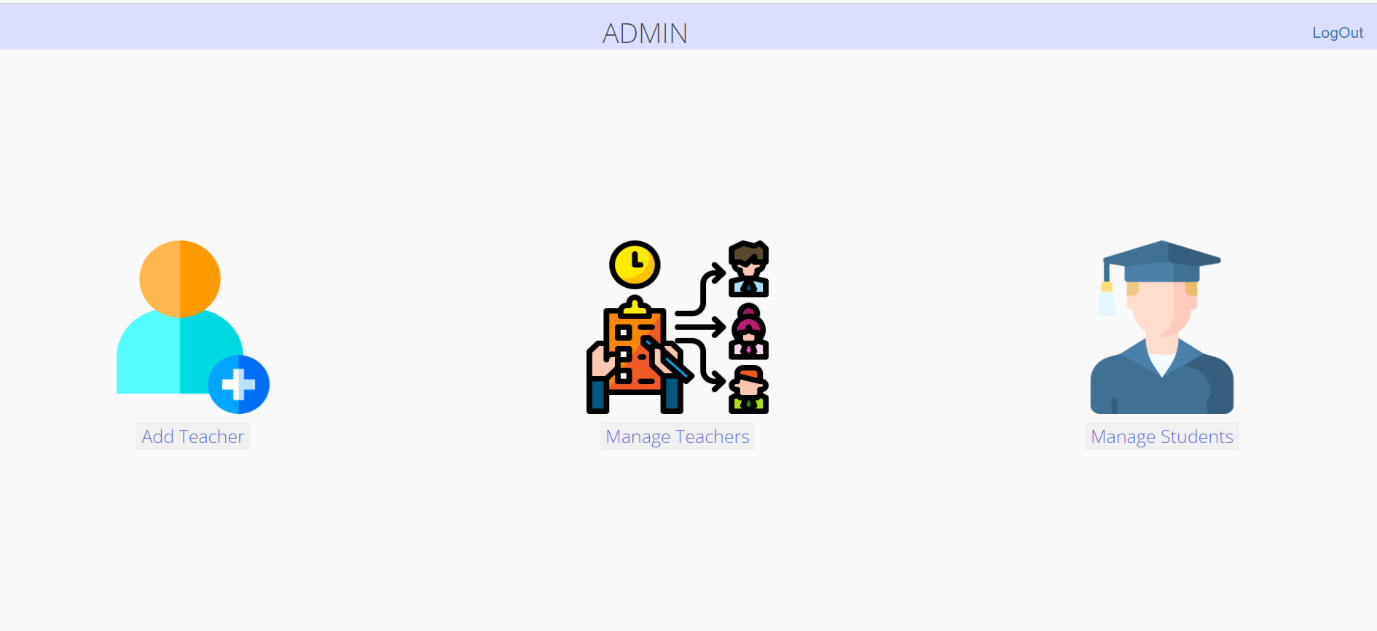 ADMIN
LogOut
Add Teacher
Manage Teachers
Manage Students